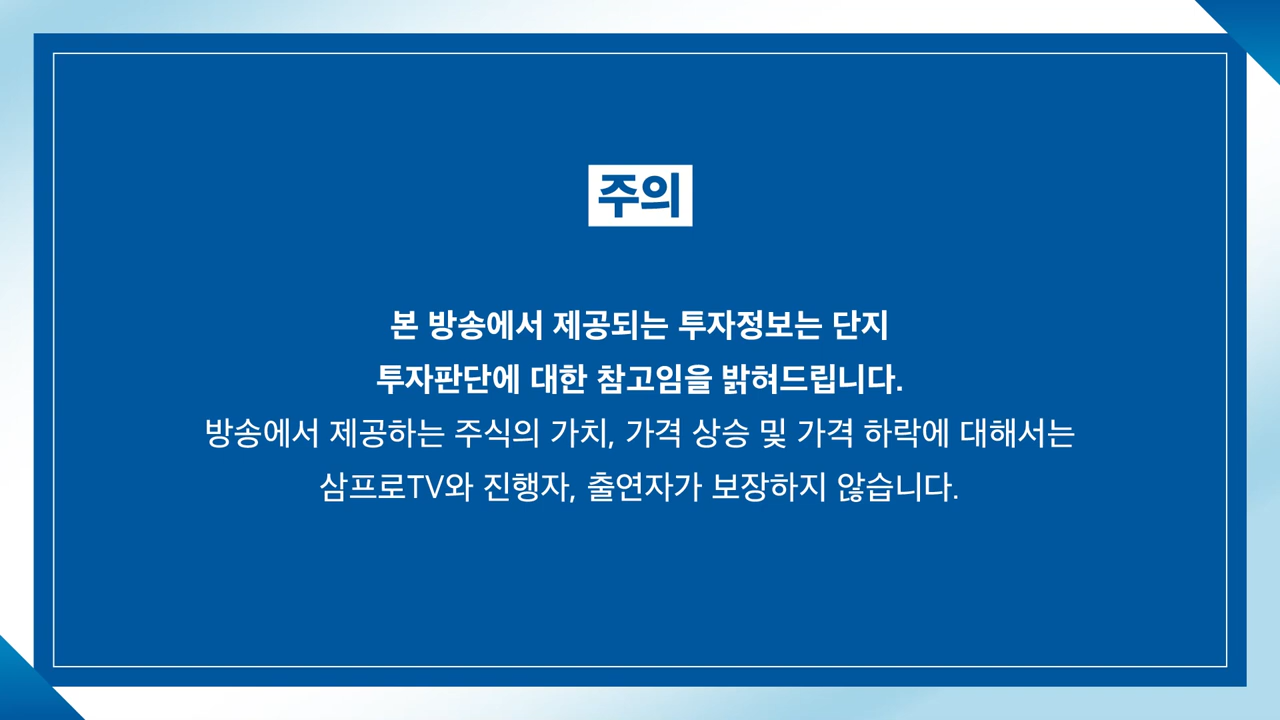 주의
본 방송에서 제공되는 투자정보는 단지
투자판단에 대한 참고임을 밝혀드립니다.
방송에서 제공하는 주식의 가치, 가격 상승 및 가격 하락에 대해서는
삼프로TV와 진행자, 출연자가 보장하지 않습니다.